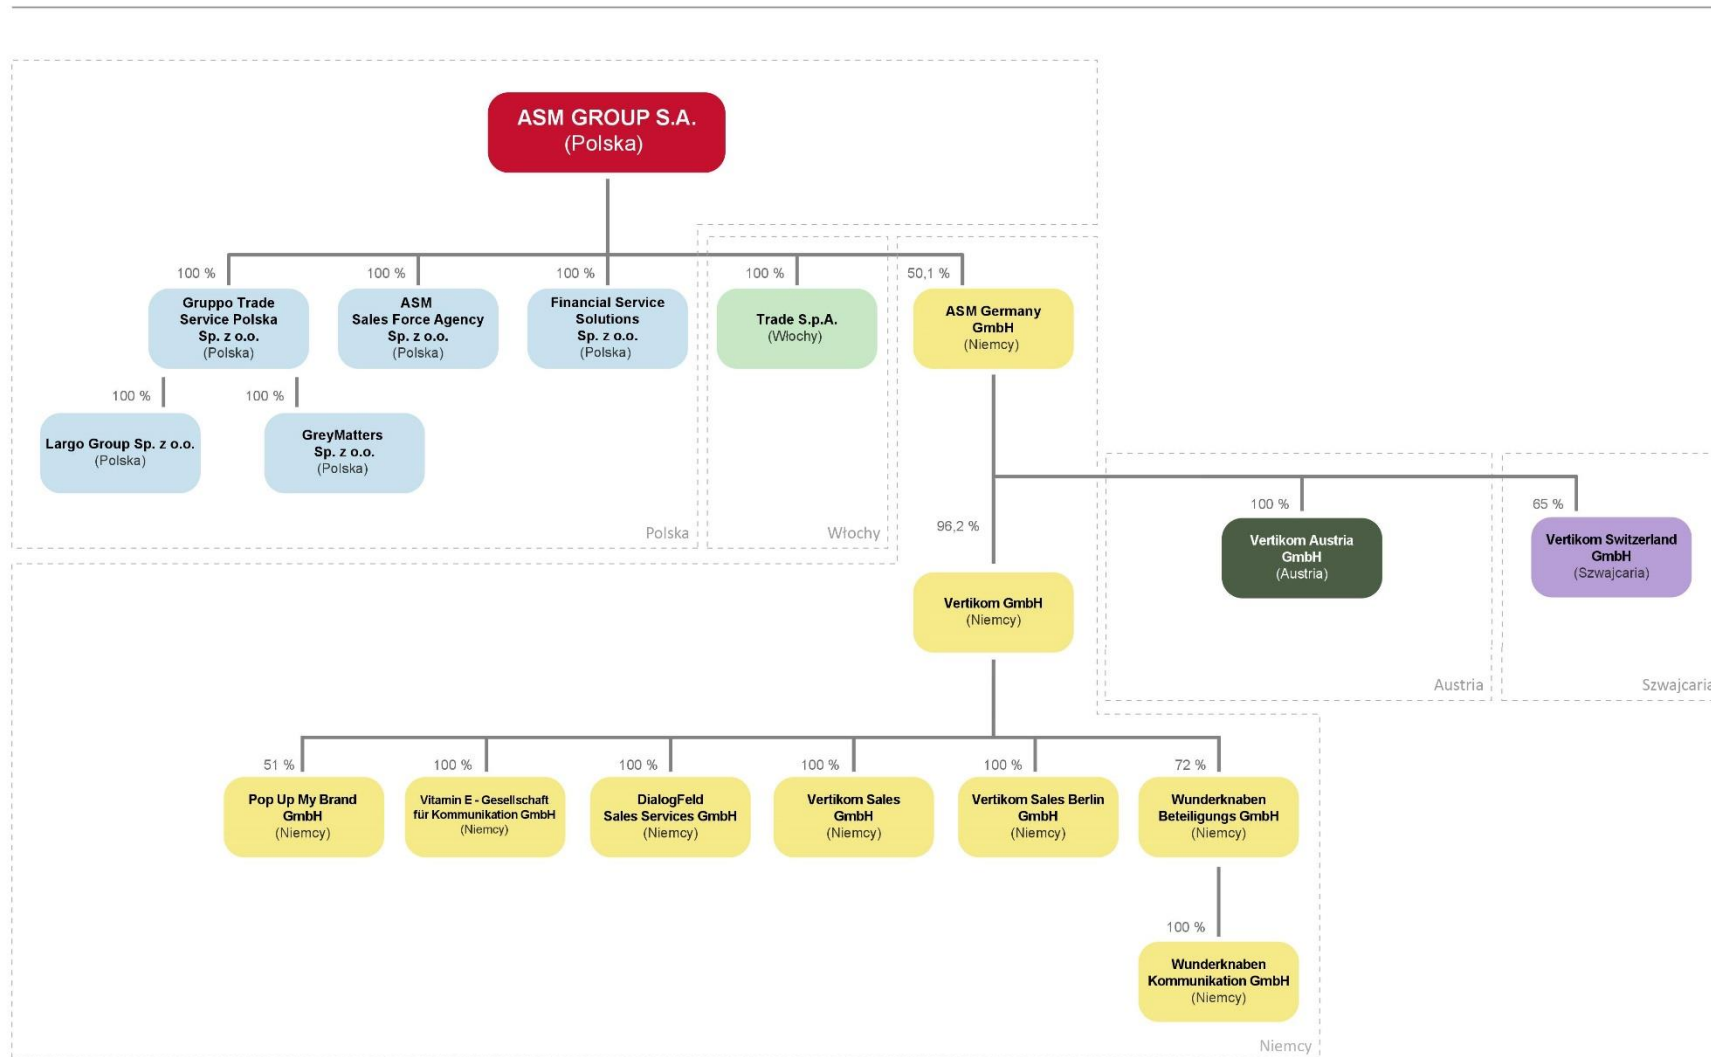 ASM GROUP S.A.
(Polska)
100 %
100 %
100 %
100 %
50,1 %
Gruppo Trade
Service Polska
Sp. z o.o.
(Polska)
ASM
Sales Force Agency
Sp. z o.o.
(Polska)
Financial Service
Solutions
Sp. z o.o.
(Polska)
Trade S.p.A.
(Włochy)
ASM Germany
GmbH
(Niemcy)
100 %
100 %
Largo Group Sp. z o.o.
(Polska)
GreyMatters
Sp. z o.o.
(Polska)
Polska
Włochy
96,2 %
100 %
65 %
Vertikom GmbH
(Niemcy)
Vertikom Austria
GmbH
(Austria)
Vertikom Switzerland
GmbH
(Szwajcaria)
Austria
Szwajcaria
51 %
100 %
100 %
100 %
100 %
72 %
Pop Up My Brand
GmbH
(Niemcy)
Vitamin E - Gesellschaft
für Kommunikation GmbH
(Niemcy)
DialogFeld
Sales Services GmbH
(Niemcy)
Vertikom Sales
GmbH
(Niemcy)
Vertikom Sales Berlin
GmbH
(Niemcy)
Wunderknaben
Beteiligungs GmbH
(Niemcy)
100 %
Wunderknaben
Kommunikation GmbH
(Niemcy)
Niemcy